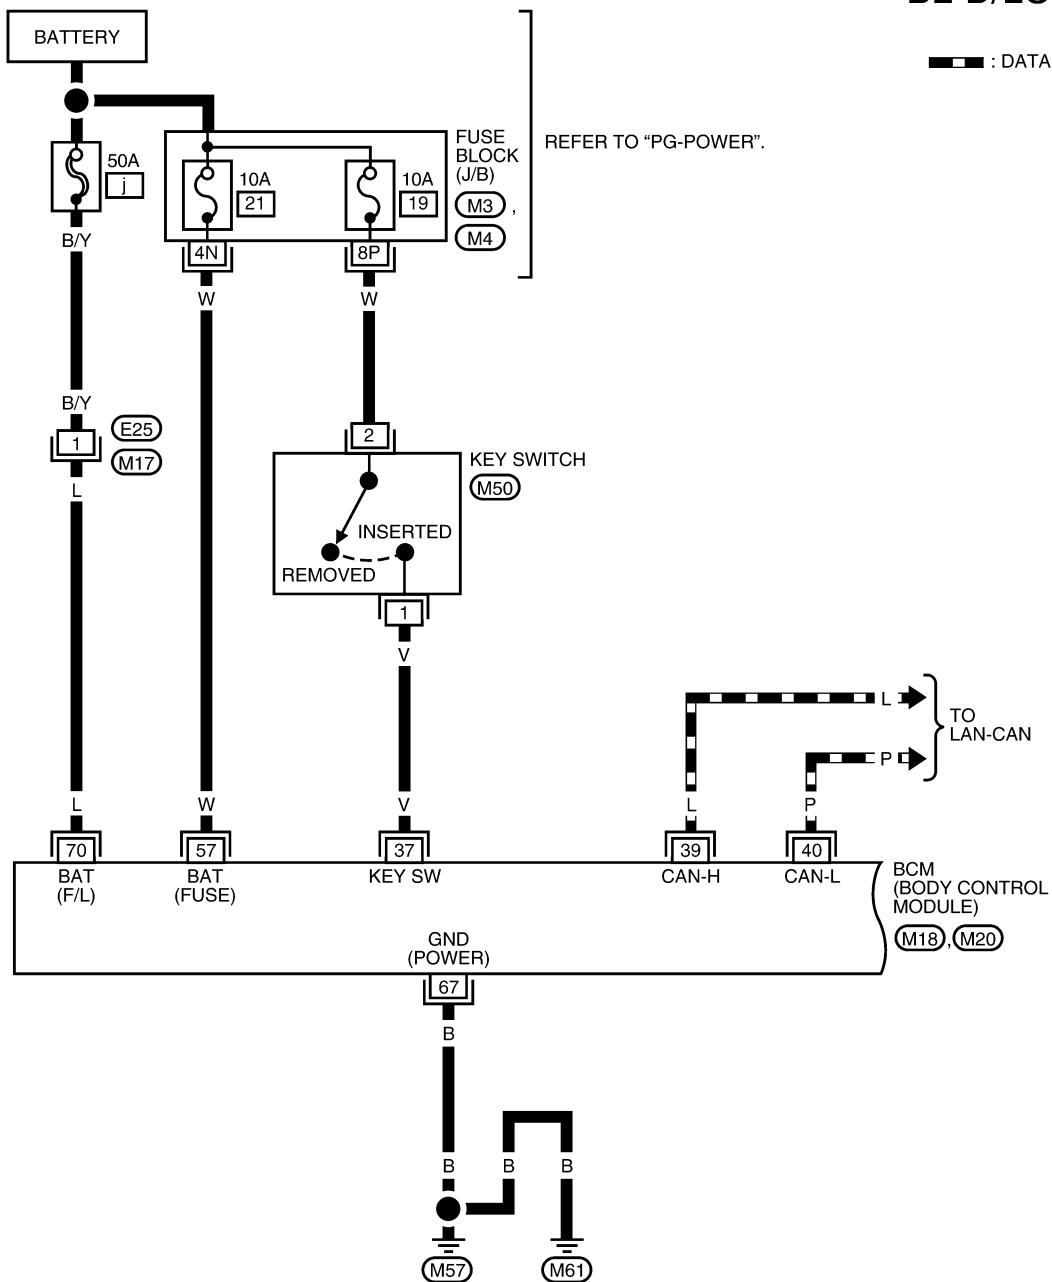 BATTERY
: DATA
50A
j
10A
21
10A
19
FUSE
BLOCK
(J/B)
M3 ,
M4
REFER TO “PG-POWER”.
B/Y
4N
8P
W
W
B/Y
1
E25
M17
L
2
KEY SWITCH
M50
INSERTED
REMOVED
1
V
L
P
TO
LAN-CAN
L
W
V
L
P
70
57
37
39
40
BAT
(F/L)
BAT
(FUSE)
KEY SW
CAN-H
CAN-L
BCM
(BODY CONTROL
MODULE)
M18 , M20
GND
(POWER)
67
B
B
B
B
M57
M61